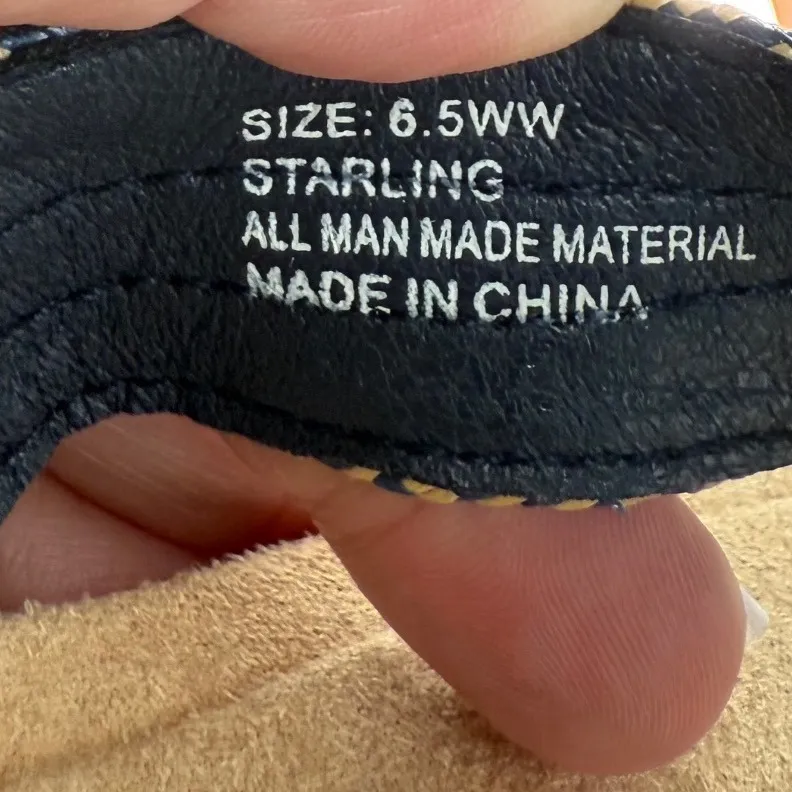 SIZE: 6.5WW
STARLING
ALL MAN MADE MATERIAL
MADE IN CHINA